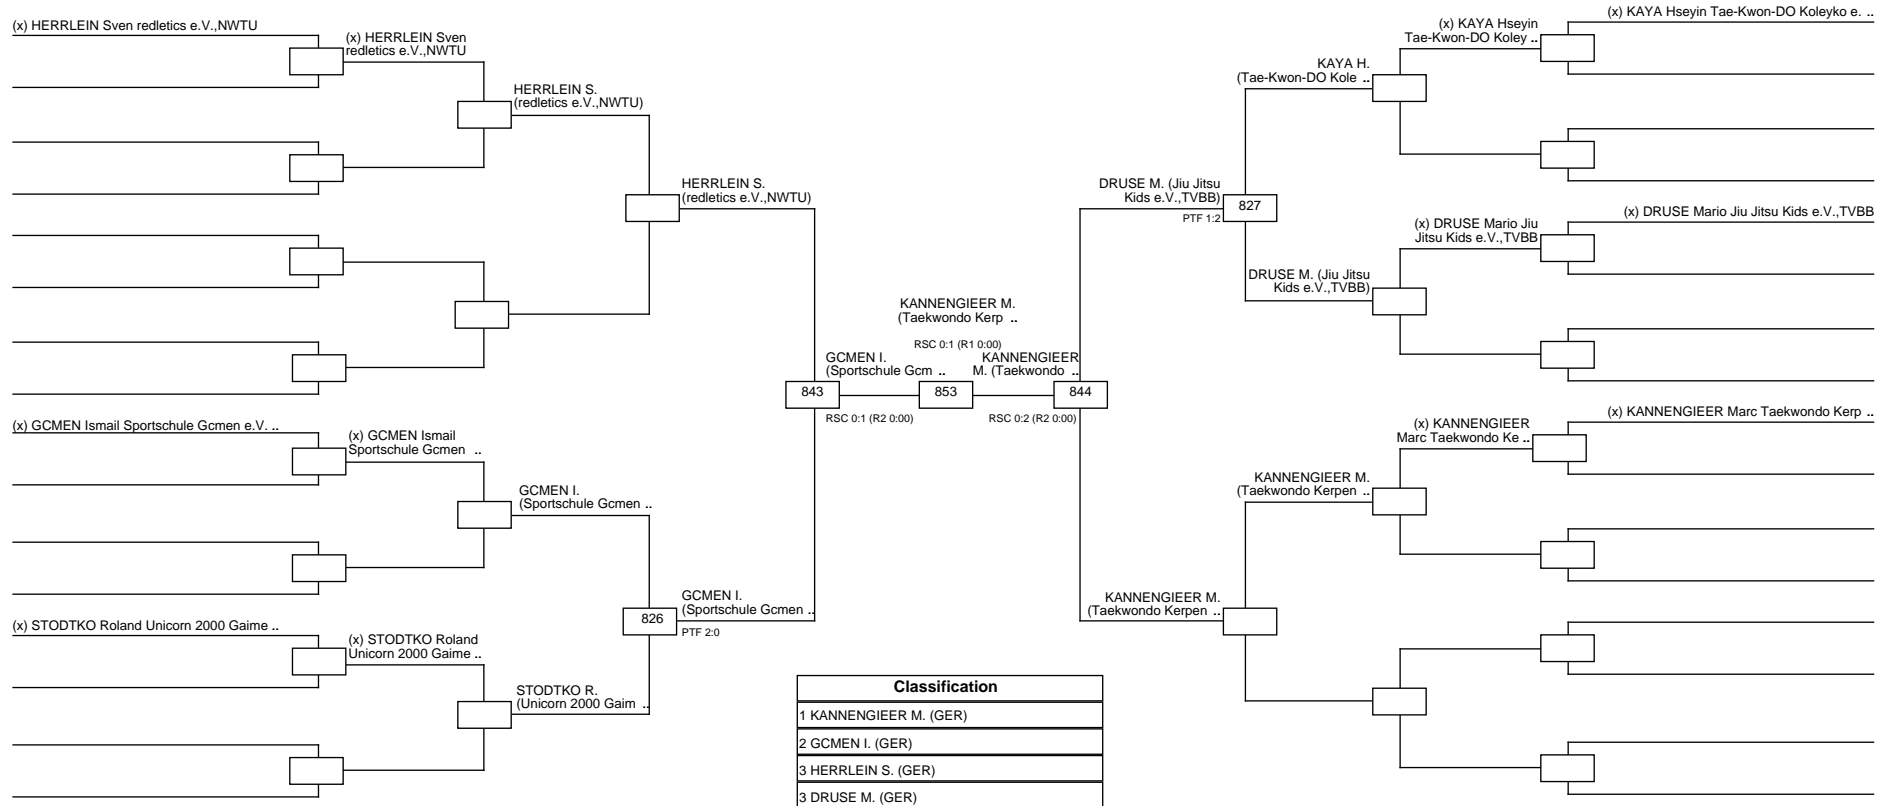 (x) HERRLEIN Sven redletics e.V.,NWTU
(x) HERRLEIN Sven
redletics e.V.,NWTU
HERRLEIN S.
(redletics e.V.,NWTU)
HERRLEIN S.
(redletics e.V.,NWTU)
(x) GCMEN Ismail Sportschule Gcmen e.V. ..
(x) GCMEN Ismail
Sportschule Gcmen ..
GCMEN I.
(Sportschule Gcmen ..
(x) STODTKO Roland Unicorn 2000 Gaime ..
(x) STODTKO Roland
Unicorn 2000 Gaime ..
STODTKO R.
(Unicorn 2000 Gaim ..
826
GCMEN I.
(Sportschule Gcmen ..
PTF 2:0
843
GCMEN I.
(Sportschule Gcm ..
RSC 0:1 (R2 0:00)
KANNENGIEER M.
(Taekwondo Kerp ..
RSC 0:1 (R1 0:00)
853
KANNENGIEER
M. (Taekwondo ..
844
RSC 0:2 (R2 0:00)
(x) KAYA Hseyin Tae-Kwon-DO Koleyko e. ..
(x) KAYA Hseyin
Tae-Kwon-DO Koley ..
KAYA H.
(Tae-Kwon-DO Kole ..
DRUSE M. (Jiu Jitsu
Kids e.V.,TVBB)
827
PTF 1:2
(x) DRUSE Mario Jiu Jitsu Kids e.V.,TVBB
(x) DRUSE Mario Jiu
Jitsu Kids e.V.,TVBB
DRUSE M. (Jiu Jitsu
Kids e.V.,TVBB)
(x) KANNENGIEER Marc Taekwondo Kerp ..
(x) KANNENGIEER
Marc Taekwondo Ke ..
KANNENGIEER M.
(Taekwondo Kerpen ..
KANNENGIEER M.
(Taekwondo Kerpen ..
Classification
1 KANNENGIEER M. (GER)
2 GCMEN I. (GER)
3 HERRLEIN S. (GER)
3 DRUSE M. (GER)